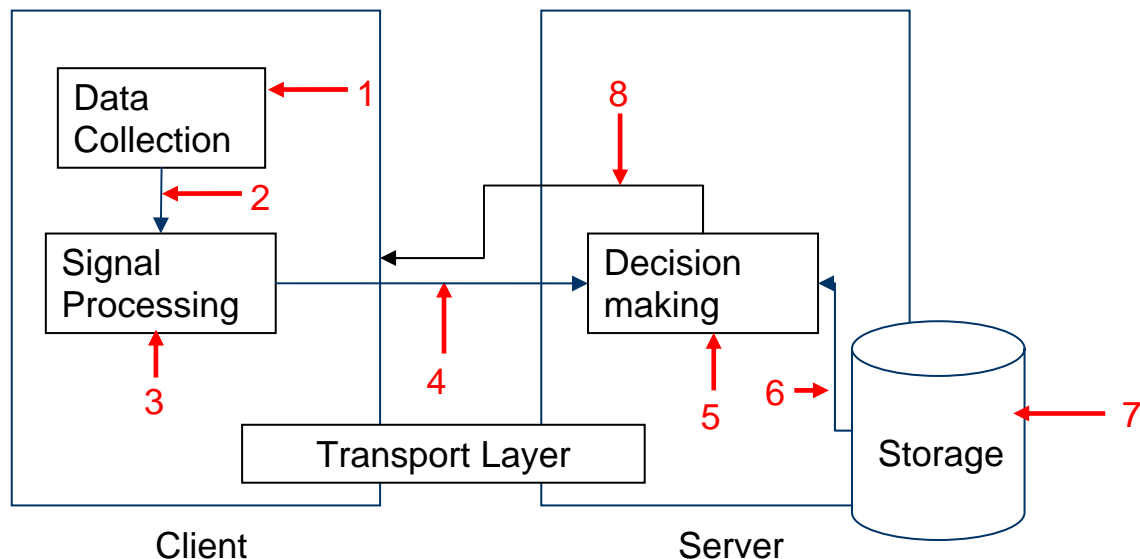 Data
Collection
1
8
2
Signal
Processing
Decision
making
3
4
5
6
7
Storage
Transport Layer
Client
Server